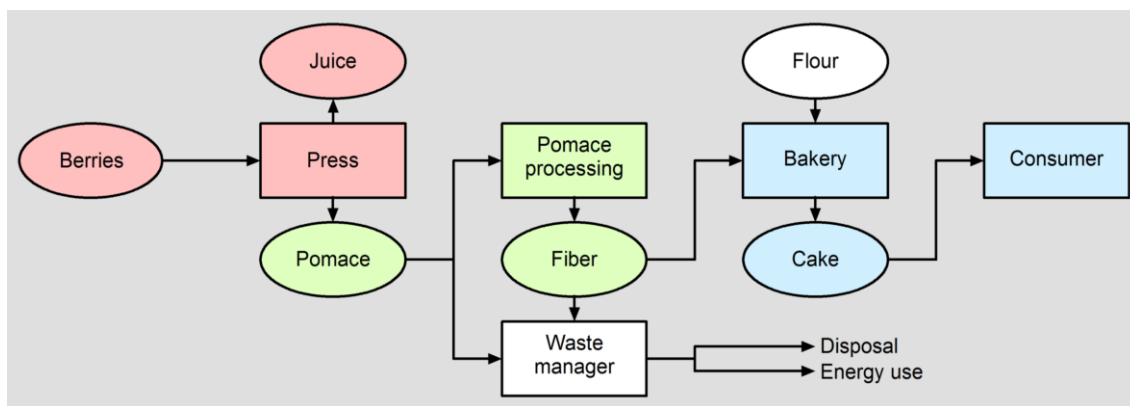 Juice
Flour
Berries
Press
Pomace
processing
Bakery
Consumer
Pomace
Fiber
Cake
Waste
manager
Disposal
Energy use